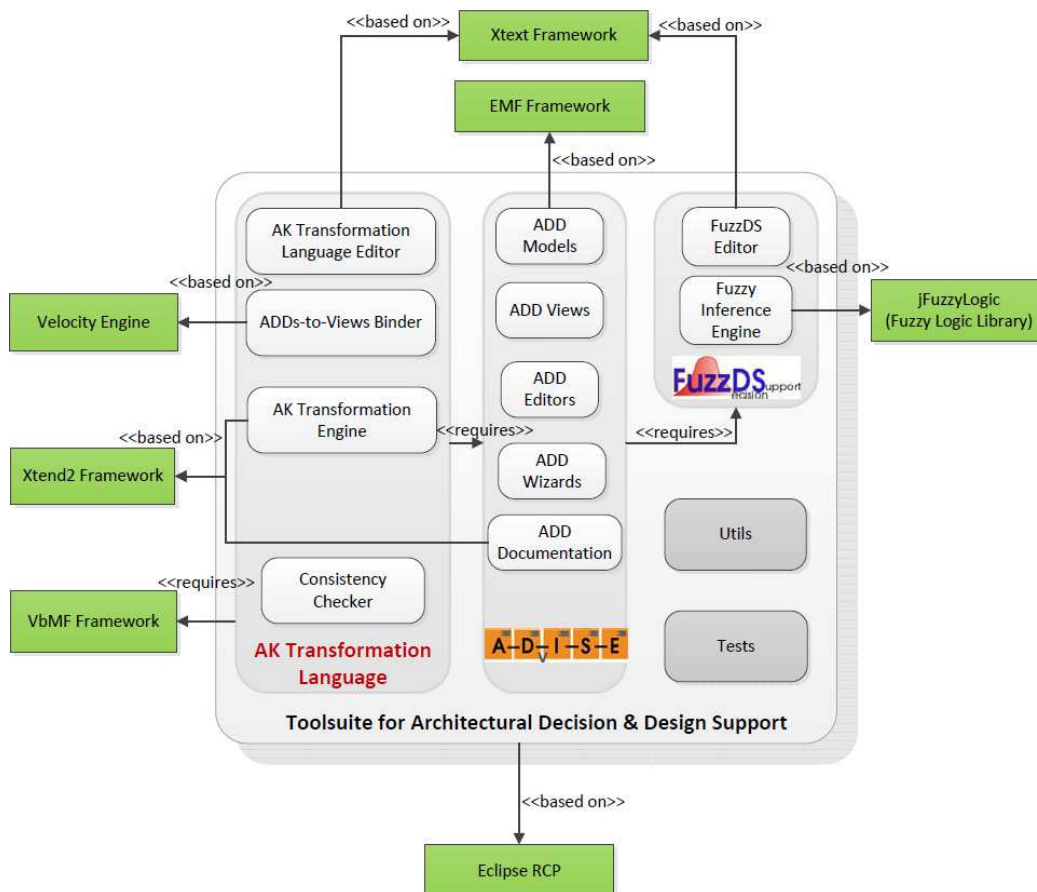 <<based on>>
Xtext Framework
<<based on>>
EMF Framework
<<based on>>
AK Transformation
Language Editor
<<based on>>
Velocity Engine
ADDs-to-Views Binder
AK Transformation
Engine
<<based on>>
<<requires>>
Xtend2 Framework
Consistency
Checker
<<requires>>
VbMF Framework
AK Transformation
Language
ADD
Models
ADD Views
ADD
Editors
ADD
Wizards
ADD
Documentation
A-D-I-S-E
V
<<requires>>
FuzzDS
Editor
Fuzzy
Inference
Engine
<<based on>>
jFuzzyLogic
(Fuzzy Logic Library)
FuzzDS
upport
ecision
Utils
Tests
Toolsuite for Architectural Decision & Design Support
<<based on>>
Eclipse RCP